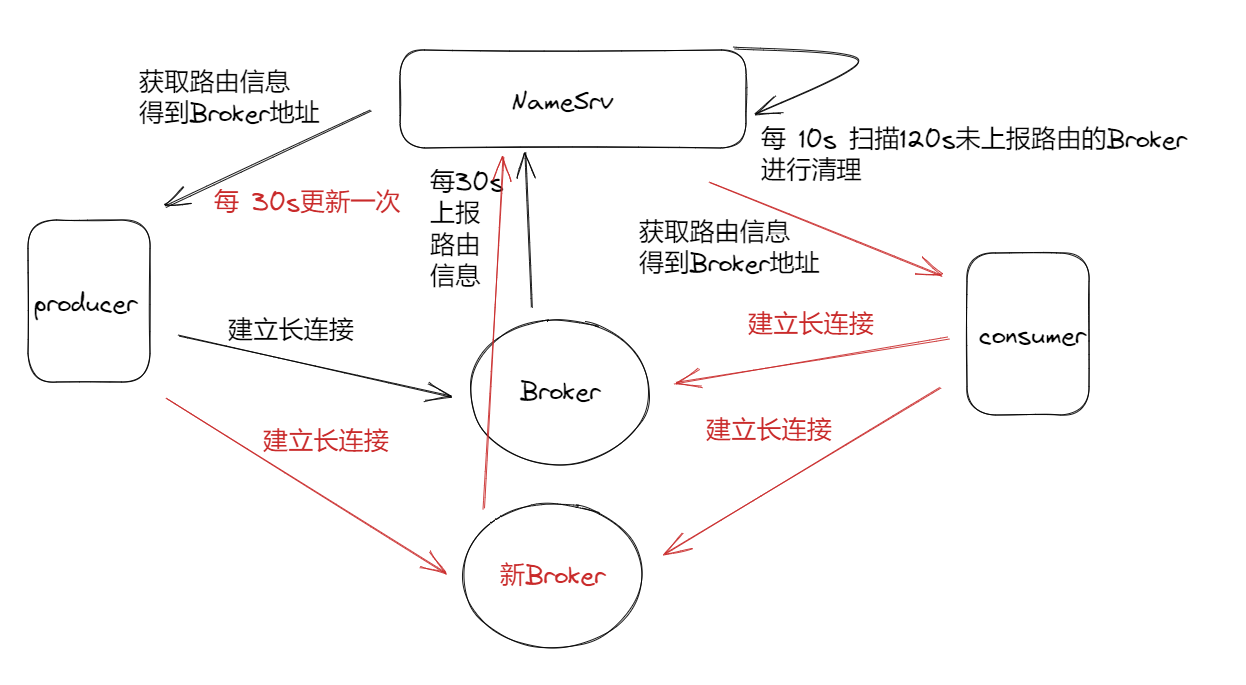 NameSrv
获取路由信息
得到Broker地址
每 10s 扫描120s未上报路由的Broker
进行清理
每 30s更新一次
每30s
上报
路由
信息
获取路由信息
得到Broker地址
producer
建立长连接
建立长连接
consumer
Broker
建立长连接
建立长连接
新Broker